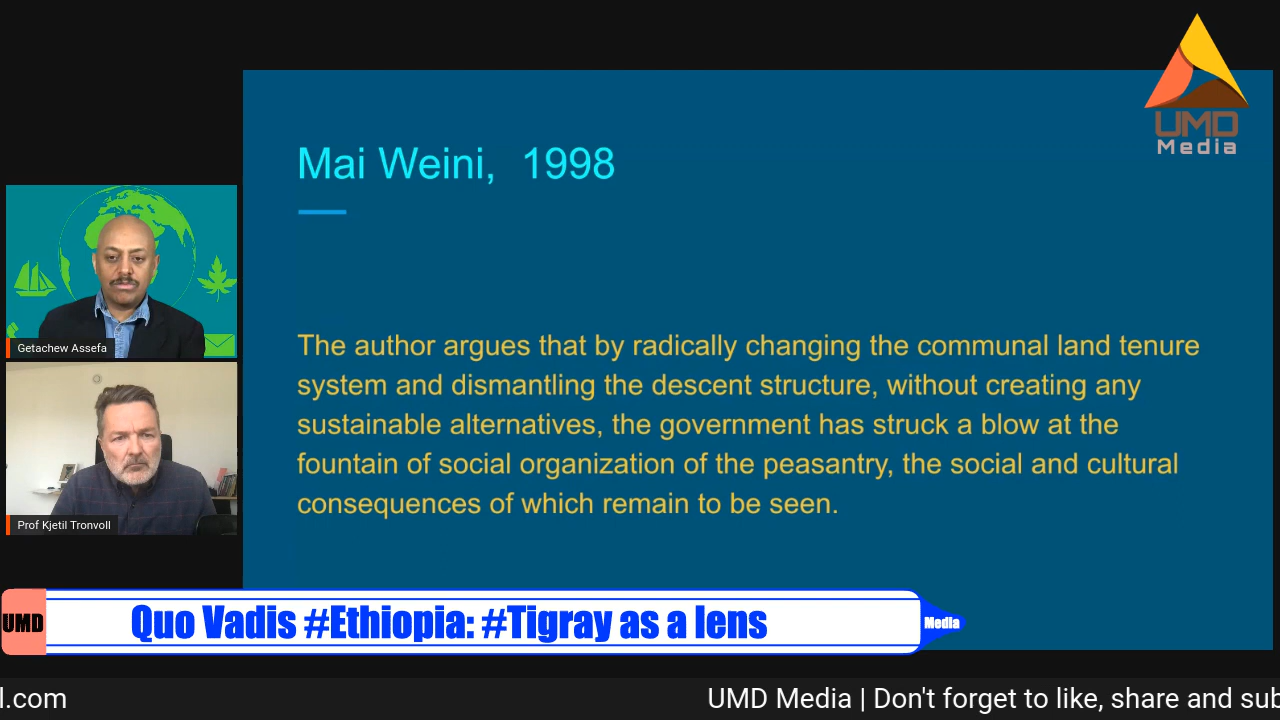 UMD
Media
Mai Weini, 1998
The author argues that by radically changing the communal land tenure
system and dismantling the descent structure, without creating any
sustainable alternatives, the government has struck a blow at the
fountain of social organization of the peasantry, the social and cultural
consequences of which remain to be seen.
Getachew Assefa
Prof Kjetil Tronvoll
UMD
Quo Vadis #Ethiopia: #Tigray as a lens
Media
l.com
UMD Media | Don't forget to like, share and sub